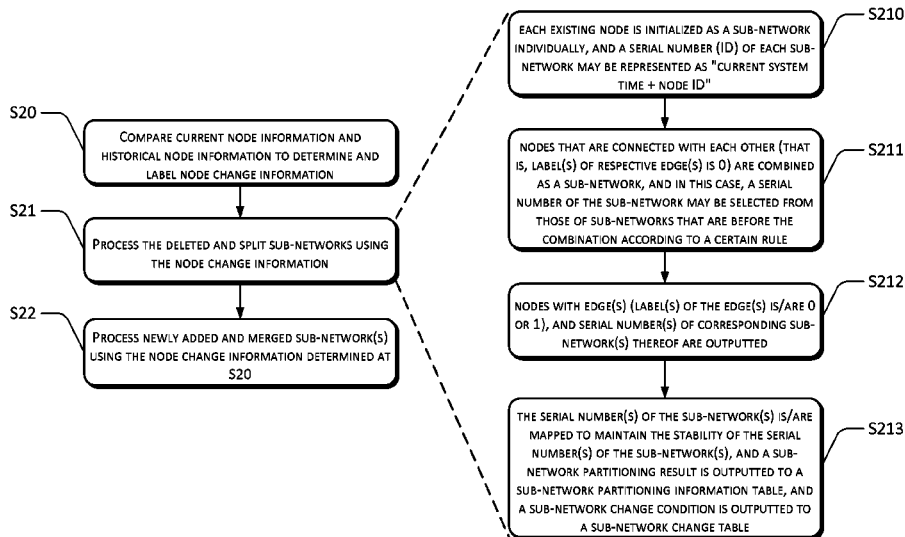 S20
COMPARE CURRENT NODE INFORMATION AND
HISTORICAL NODE INFORMATION TO DETERMINE AND
LABEL NODE CHANGE INFORMATION
S21
PROCESS THE DELETED AND SPLIT SUB-NETWORKS USING
THE NODE CHANGE INFORMATION
S22
PROCESS NEWLY ADDED AND MERGED SUB-NETWORK(S)
USING THE NODE CHANGE INFORMATION DETERMINED AT
S20
S210
EACH EXISTING NODE IS INITIALIZED AS A SUB-NETWORK
INDIVIDUALLY, AND A SERIAL NUMBER (ID) OF EACH SUB-
NETWORK MAY BE REPRESENTED AS "CURRENT SYSTEM
TIME + NODE ID"
S211
NODES THAT ARE CONNECTED WITH EACH OTHER (THAT
IS, LABEL(S) OF RESPECTIVE EDGE(S) IS 0) ARE COMBINED
AS A SUB-NETWORK, AND IN THIS CASE, A SERIAL
NUMBER OF THE SUB-NETWORK MAY BE SELECTED FROM
THOSE OF SUB-NETWORKS THAT ARE BEFORE THE
COMBINATION ACCORDING TO A CERTAIN RULE
S212
NODES WITH EDGE(S) (LABEL(S) OF THE EDGE(S) IS/ARE 0
OR 1), AND SERIAL NUMBER(S) OF CORRESPONDING SUB-
NETWORK(S) THEREOF ARE OUTPUTTED
S213
THE SERIAL NUMBER(S) OF THE SUB-NETWORK(S) IS/ARE
MAPPED TO MAINTAIN THE STABILITY OF THE SERIAL
NUMBER(S) OF THE SUB-NETWORK(S), AND A SUB-
NETWORK PARTITIONING RESULT IS OUTPUTTED TO A
SUB-NETWORK PARTITIONING INFORMATION TABLE, AND
A SUB-NETWORK CHANGE CONDITION IS OUTPUTTED TO
A SUB-NETWORK CHANGE TABLE